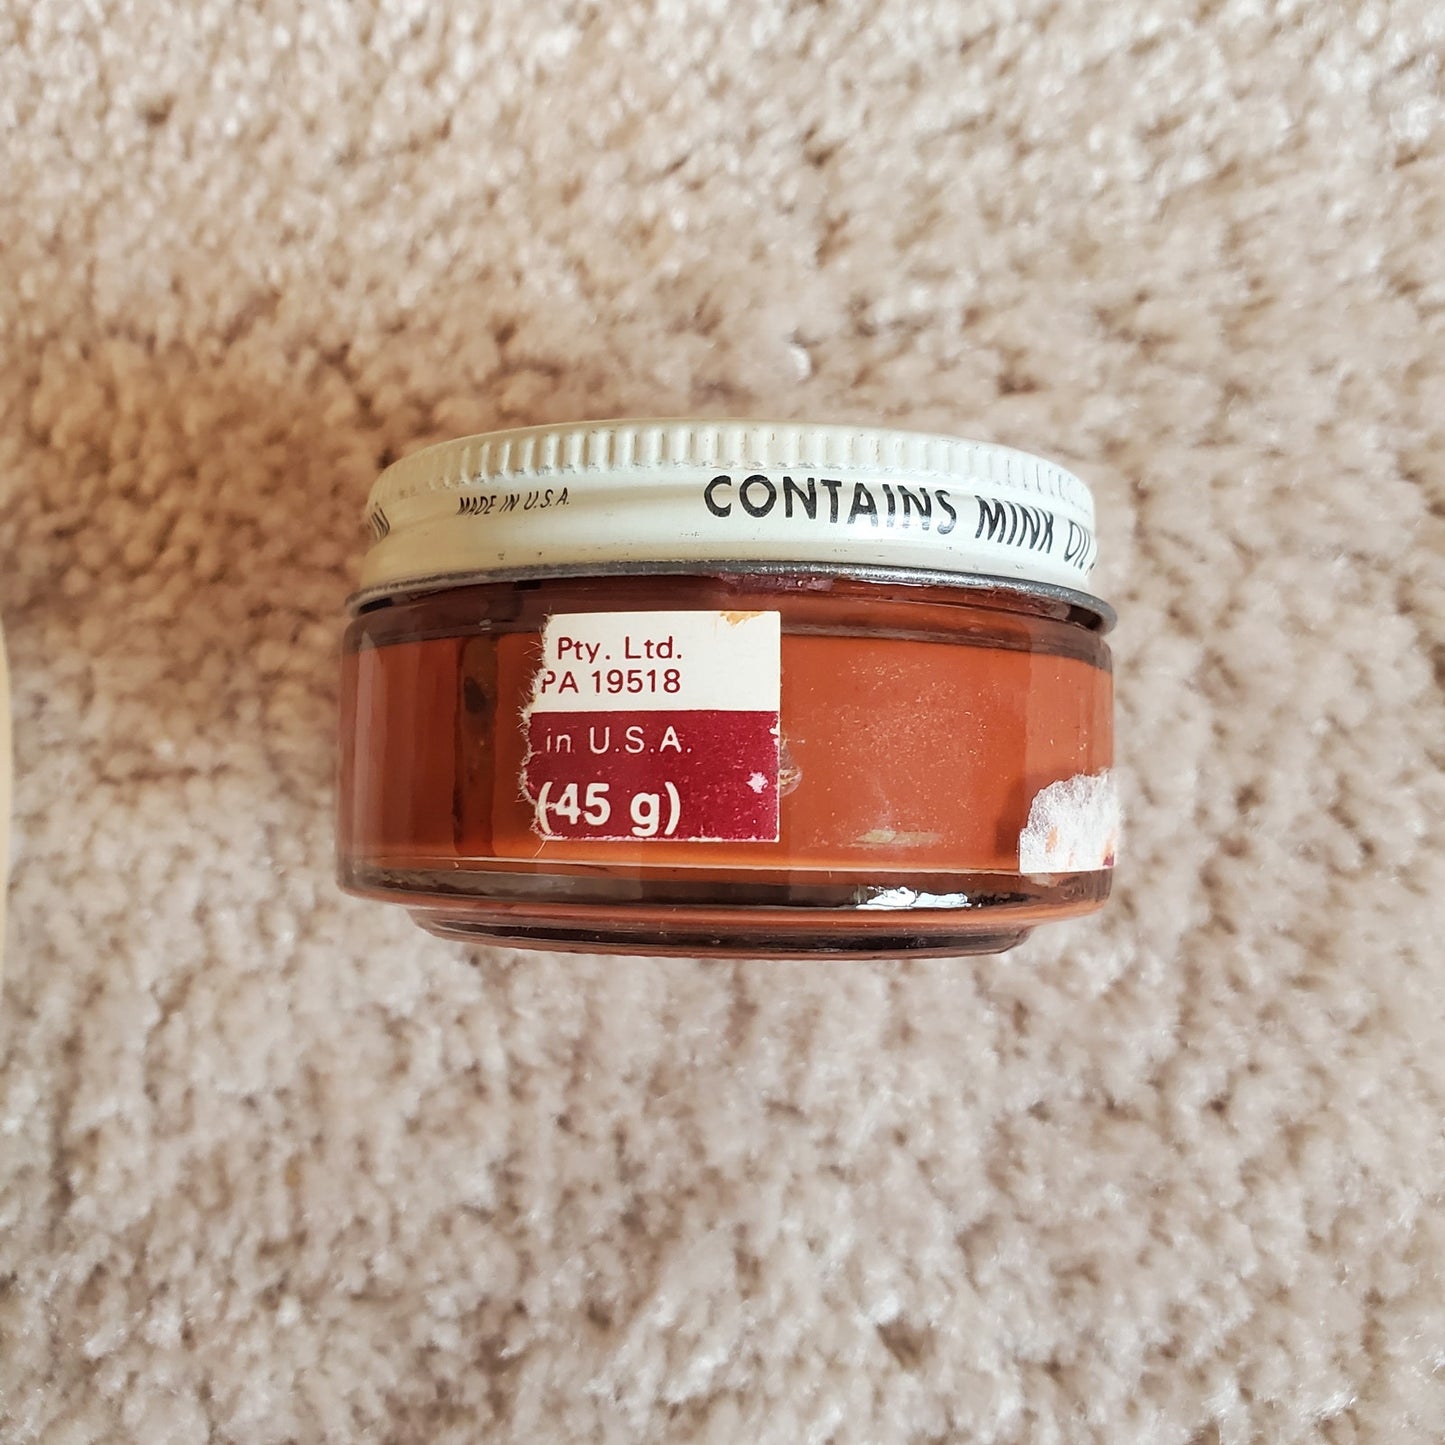 MADE IN U.S.A.
CONTAINS MINK OIL
Pty. Ltd.
PA 19518
in U.S.A.
(45 g)